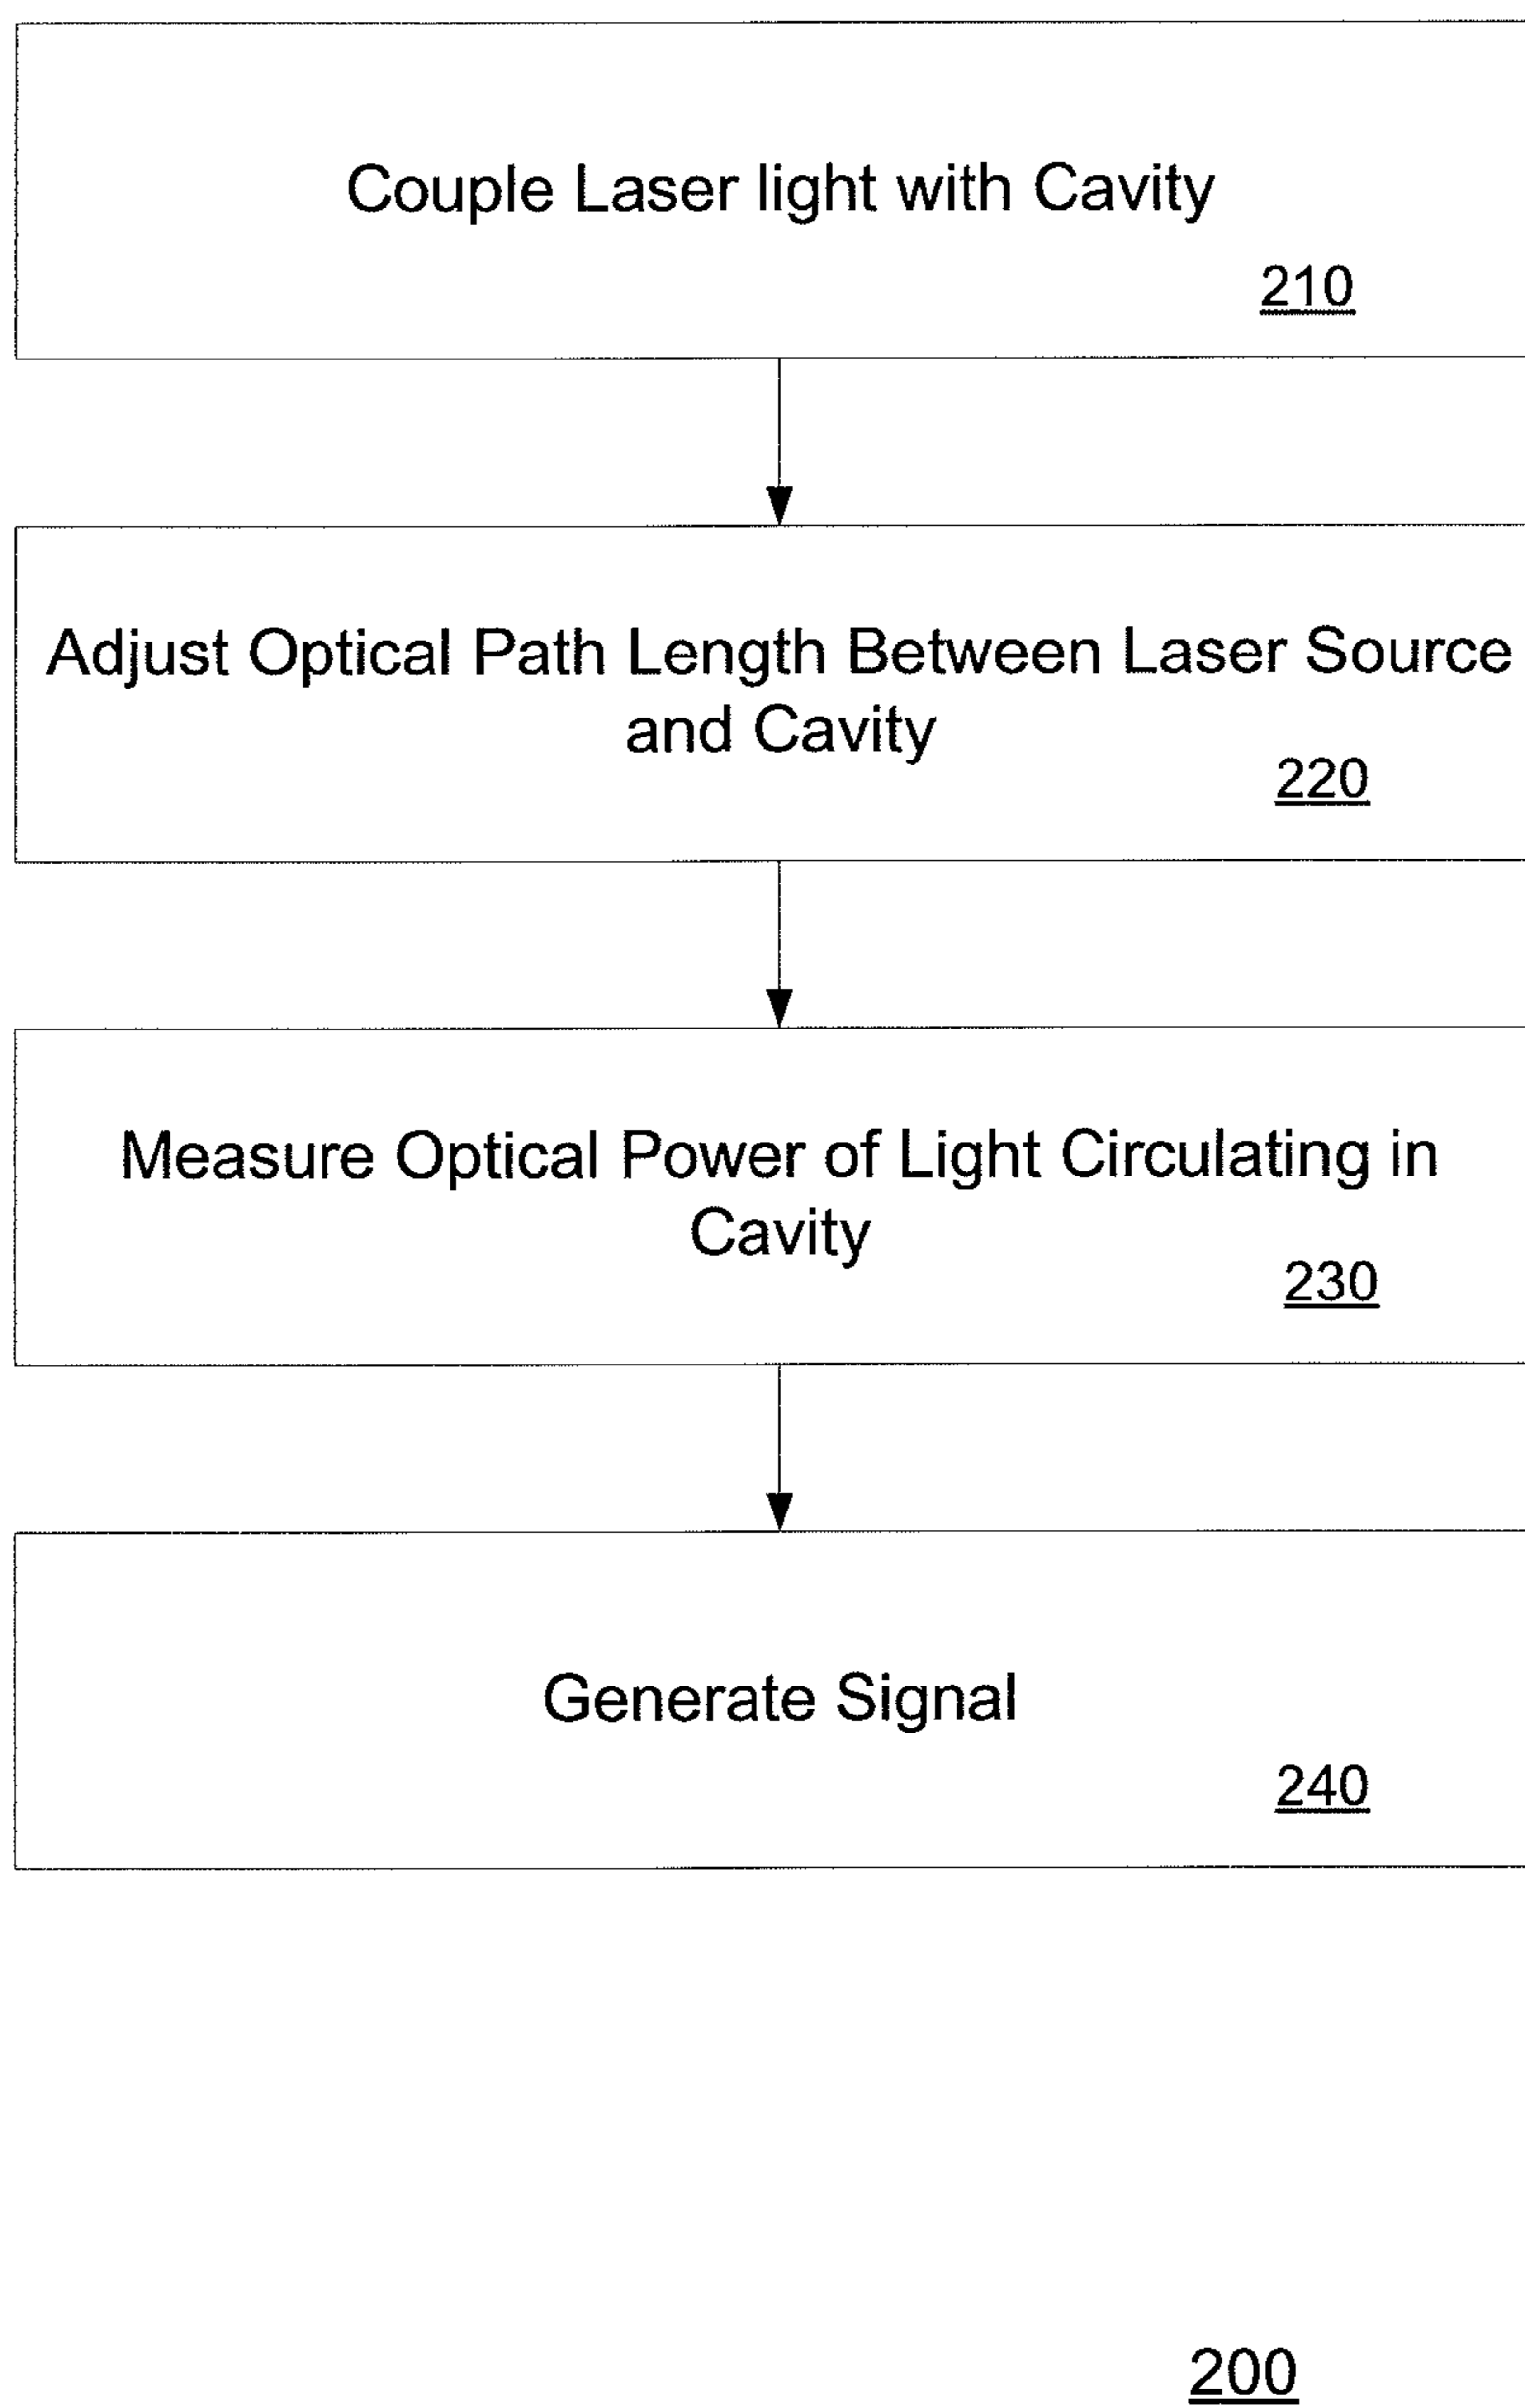 Couple Laser light with Cavity
210
Adjust Optical Path Length Between Laser Source
and Cavity
220
Measure Optical Power of Light Circulating in
Cavity
230
Generate Signal
240
200